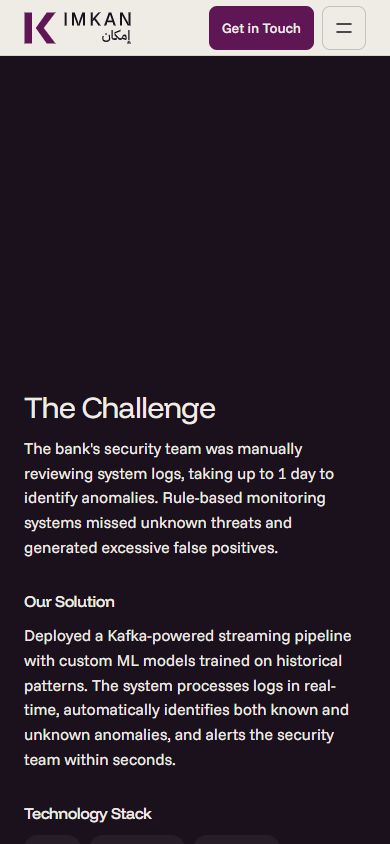 IMKAN
إمكان
Get in Touch
The Challenge
The bank's security team was manually
reviewing system logs, taking up to 1 day to
identify anomalies. Rule-based monitoring
systems missed unknown threats and
generated excessive false positives.
Our Solution
Deployed a Kafka-powered streaming pipeline
with custom ML models trained on historical
patterns. The system processes logs in real-
time, automatically identifies both known and
unknown anomalies, and alerts the security
team within seconds.
Technology Stack